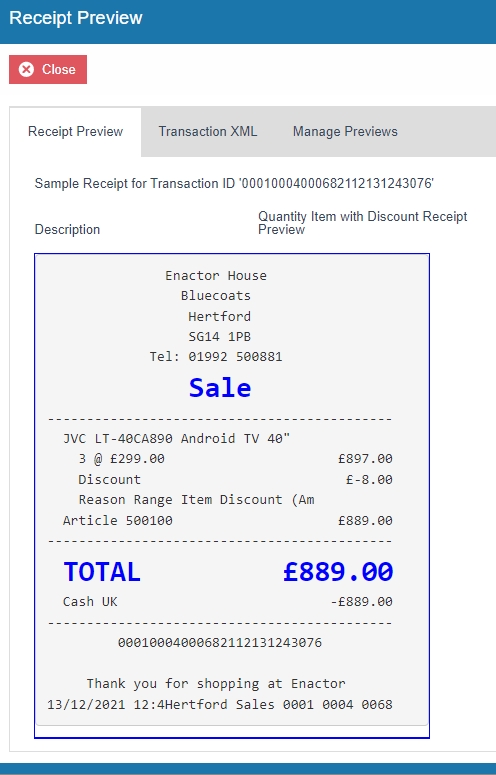 Receipt Preview
Close
Receipt Preview Transaction XML Manage Previews
Sample Receipt for Transaction ID '00010004000682112131243076'
Description Quantity Item with Discount Receipt
Preview
Enactor House
Bluecoats
Hertford
SG14 1PB
Tel: 01992 500881
Sale
--------------------------------------------
JVC LT-40CA890 Android TV 40"
3 @ £299.00 £897.00
Discount £-8.00
Reason Range Item Discount (Am
Article 500100 £889.00
--------------------------------------------
TOTAL £889.00
Cash UK -£889.00
--------------------------------------------
00010004000682112131243076
Thank you for shopping at Enactor
13/12/2021 12:4Hertford Sales 0001 0004 0068